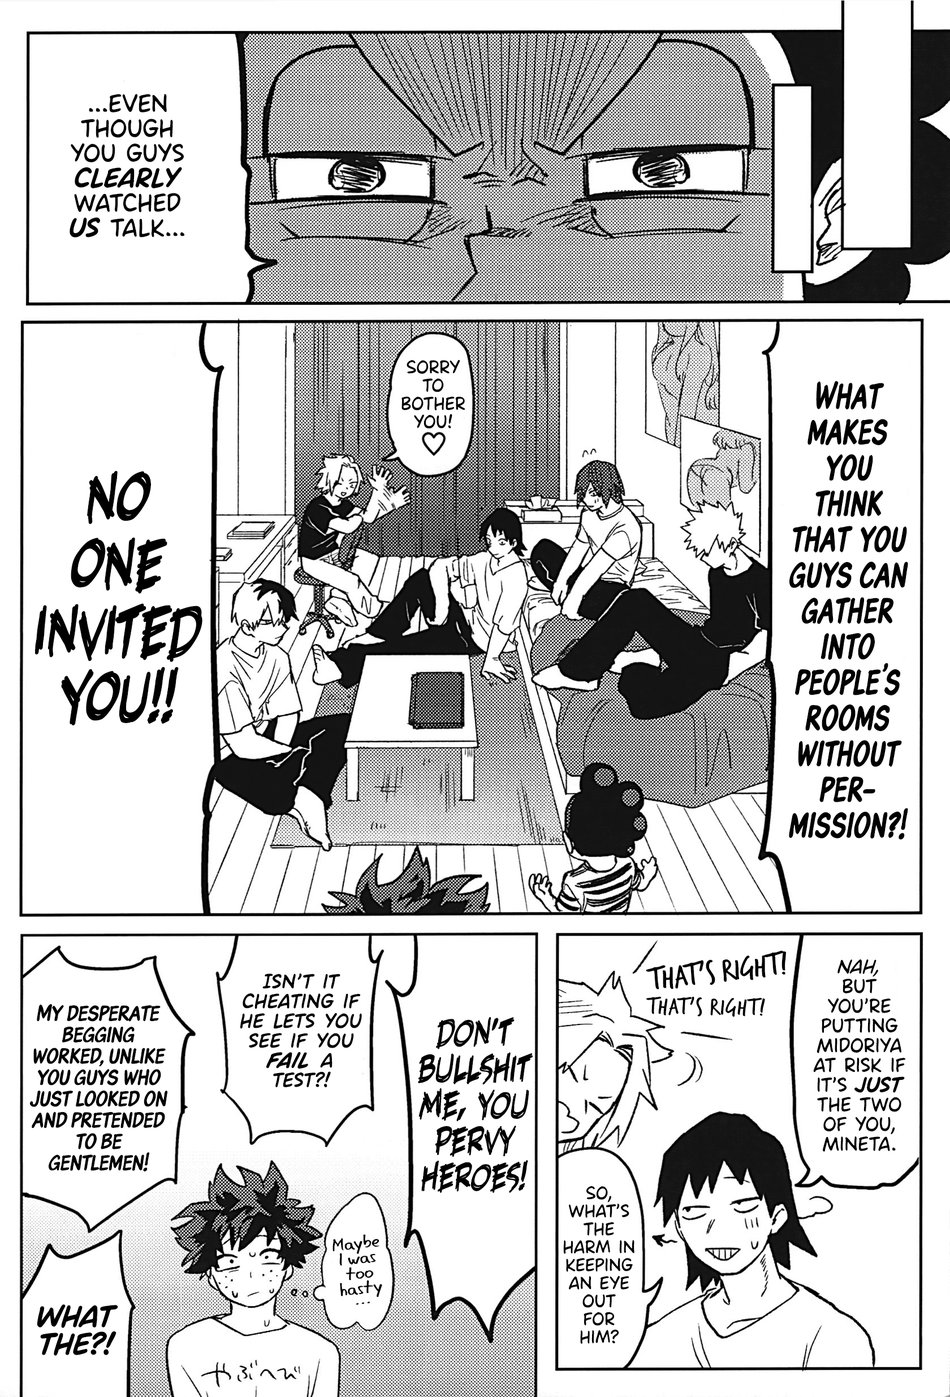 ...EVEN
THOUGH
YOU GUYS
CLEARLY
WATCHED
US TALK...
WHAT
MAKES
YOU
THINK
THAT YOU
GUYS CAN
GATHER
INTO
PEOPLE'S
ROOMS
WITHOUT
PER-
MISSION?!
SORRY
TO
BOTHER
YOU!
♡
NO
ONE
INVITED
YOU!!
NAH,
BUT
YOU'RE
PUTTING
MIDORIYA
AT RISK IF
IT'S JUST
THE TWO
OF YOU,
MINETA.
THAT'S RIGHT!
THAT'S RIGHT!
SO,
WHAT'S
THE
HARM IN
KEEPING
AN EYE
OUT
FOR
HIM?
DON'T
BULLSHIT
ME, YOU
PERVY
HEROES!
ISN'T IT
CHEATING IF
HE LETS YOU
SEE IF YOU
FAIL A
TEST?!
MY DESPERATE
BEGGING
WORKED, UNLIKE
YOU GUYS WHO
JUST LOOKED ON
AND PRETENDED
TO BE
GENTLEMEN!
Maybe
I was
too
hasty
...
WHAT
THE?!
やぶへび